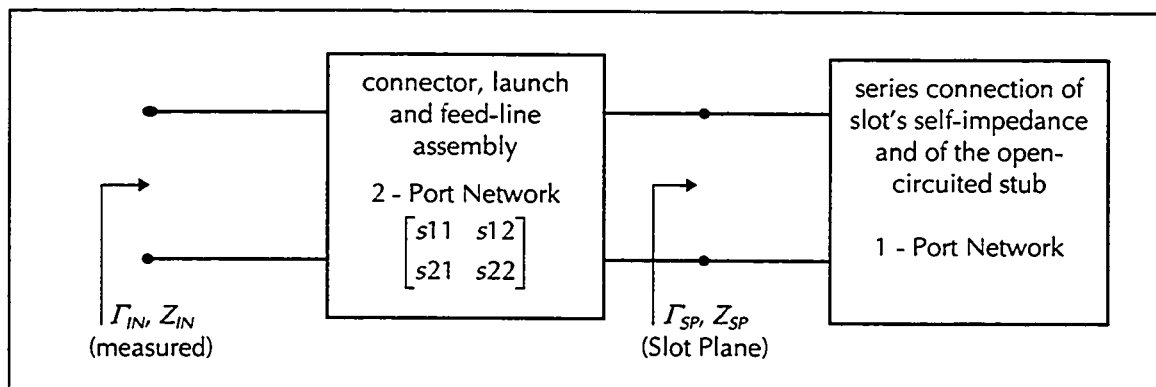 connector, launch
and feed-line
assembly
2 - Port Network
s11 s12
s21 s22
series connection of
slot's self-impedance
and of the open-
circuited stub
1 - Port Network
Γ_IN, Z_IN
(measured)
Γ_SP, Z_SP
(Slot Plane)